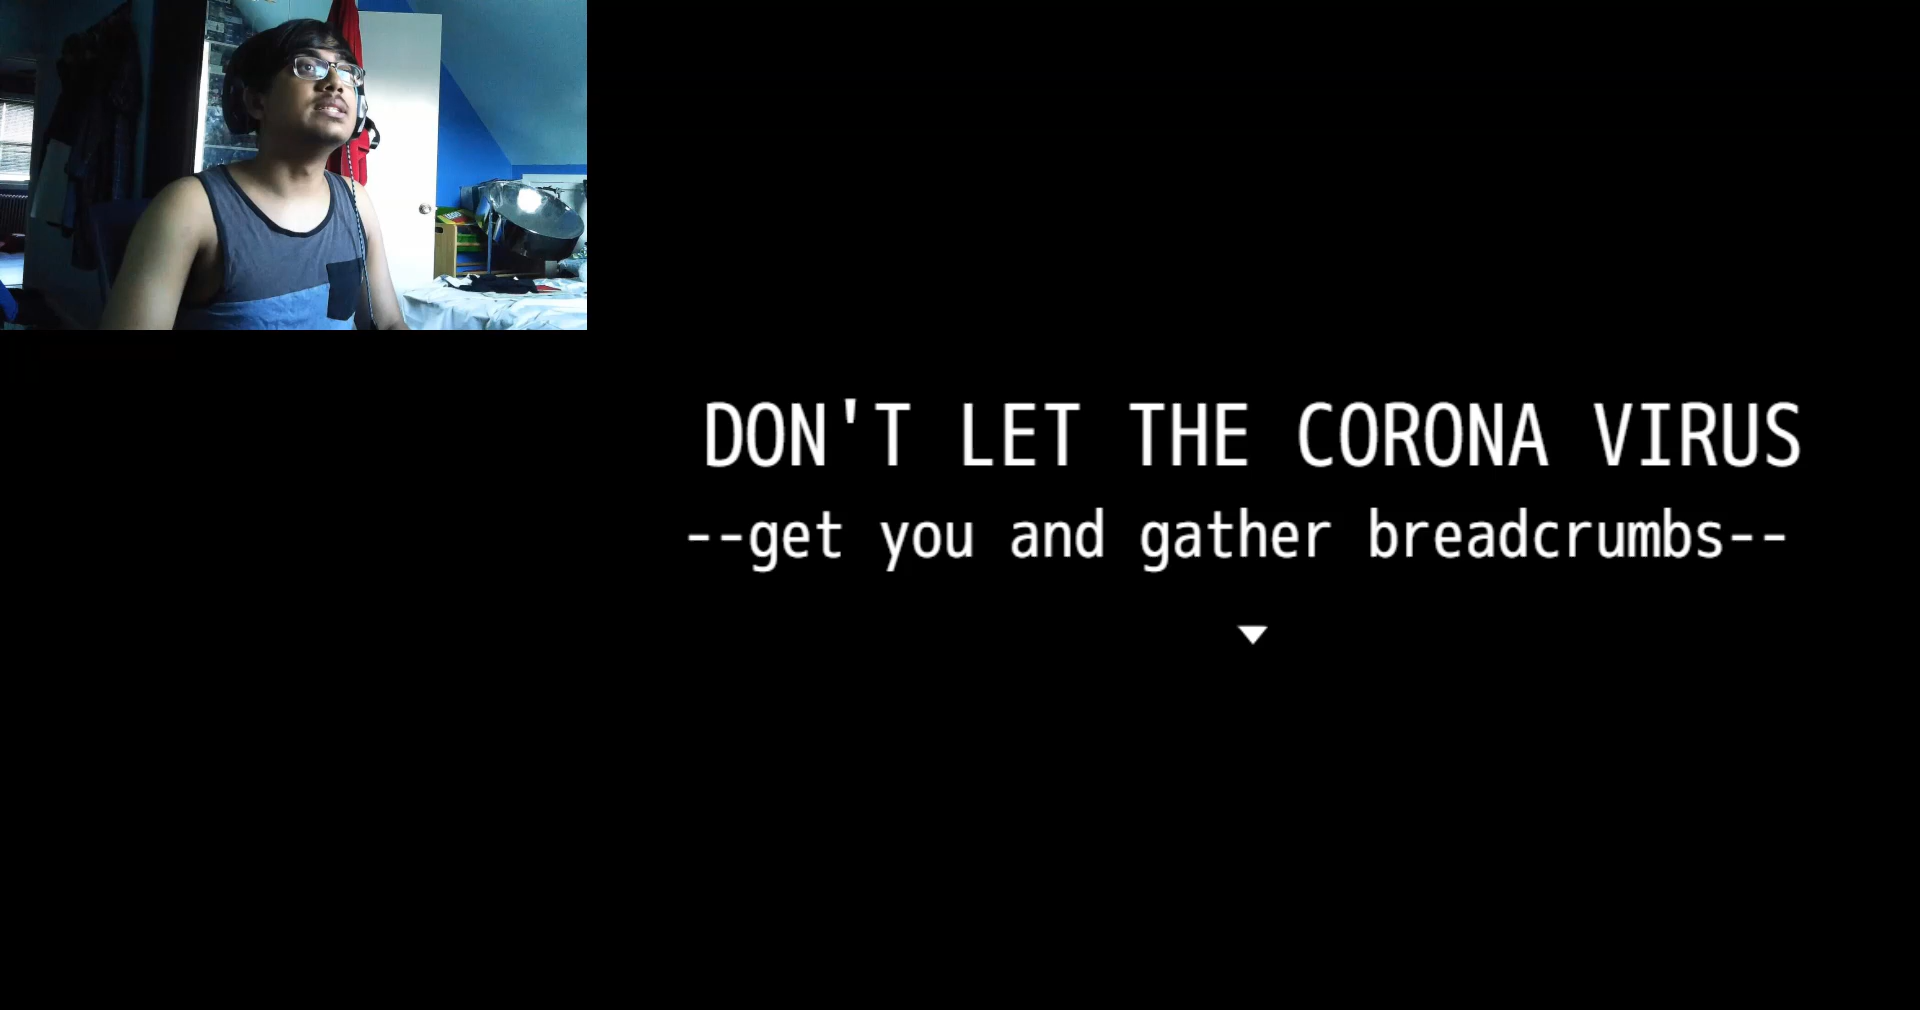 DON'T LET THE CORONA VIRUS
--get you and gather breadcrumbs--